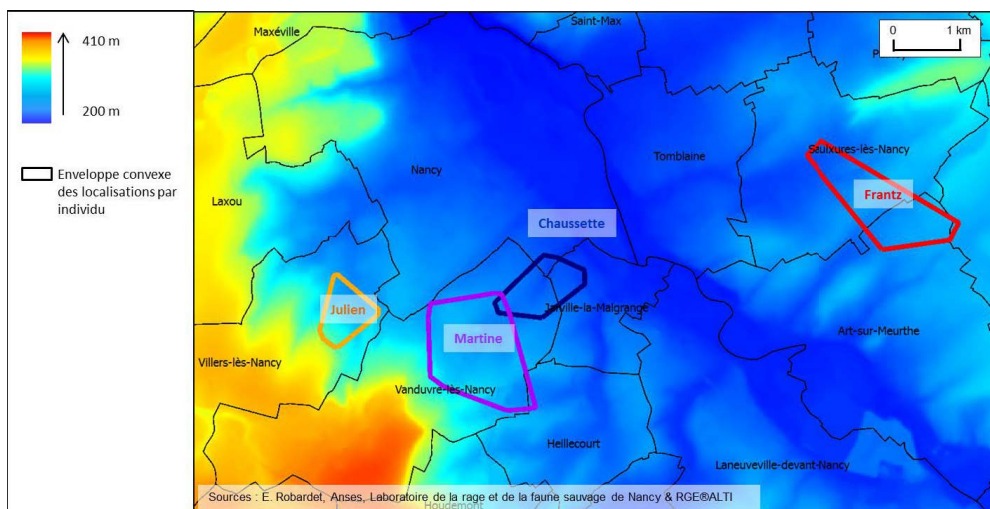 410 m
200 m
Enveloppe convexe
des localisations par
individu
Maxéville
Saint-Max
0 1 km
Nancy
Tomblaine
Saulxures-lès-Nancy
Laxou
Frantz
Chaussette
Julien
Jarville-la-Malgrange
Martine
Art-sur-Meurthe
Villers-lès-Nancy
Vanduvre-lès-Nancy
Heillecourt
Laneuveville-devant-Nancy
Sources : E. Robardet, Anses, Laboratoire de la rage et de la faune sauvage de Nancy & RGE®ALTI
Houdemont